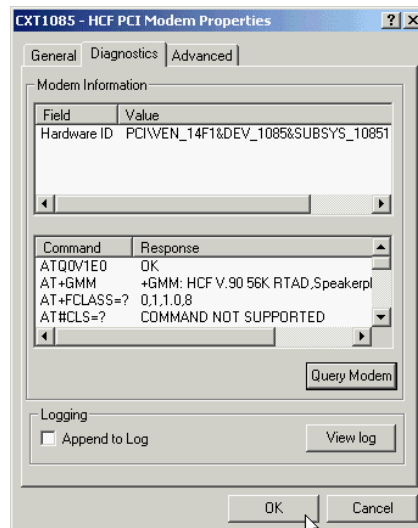 CXT1085 - HCF PCI Modem Properties
General Diagnostics Advanced
Modem Information
Field Value
Hardware ID PCI\VEN_14F1&DEV_1085&SUBSYS_10851
Command Response
ATQ0V1E0 OK
AT+GMM +GMM: HCF V.90 56K RTAD,Speakerpl
AT+FCLASS=? 0,1,1.0,8
AT#CLS=? COMMAND NOT SUPPORTED
Query Modem
Logging
Append to Log View log
OK Cancel